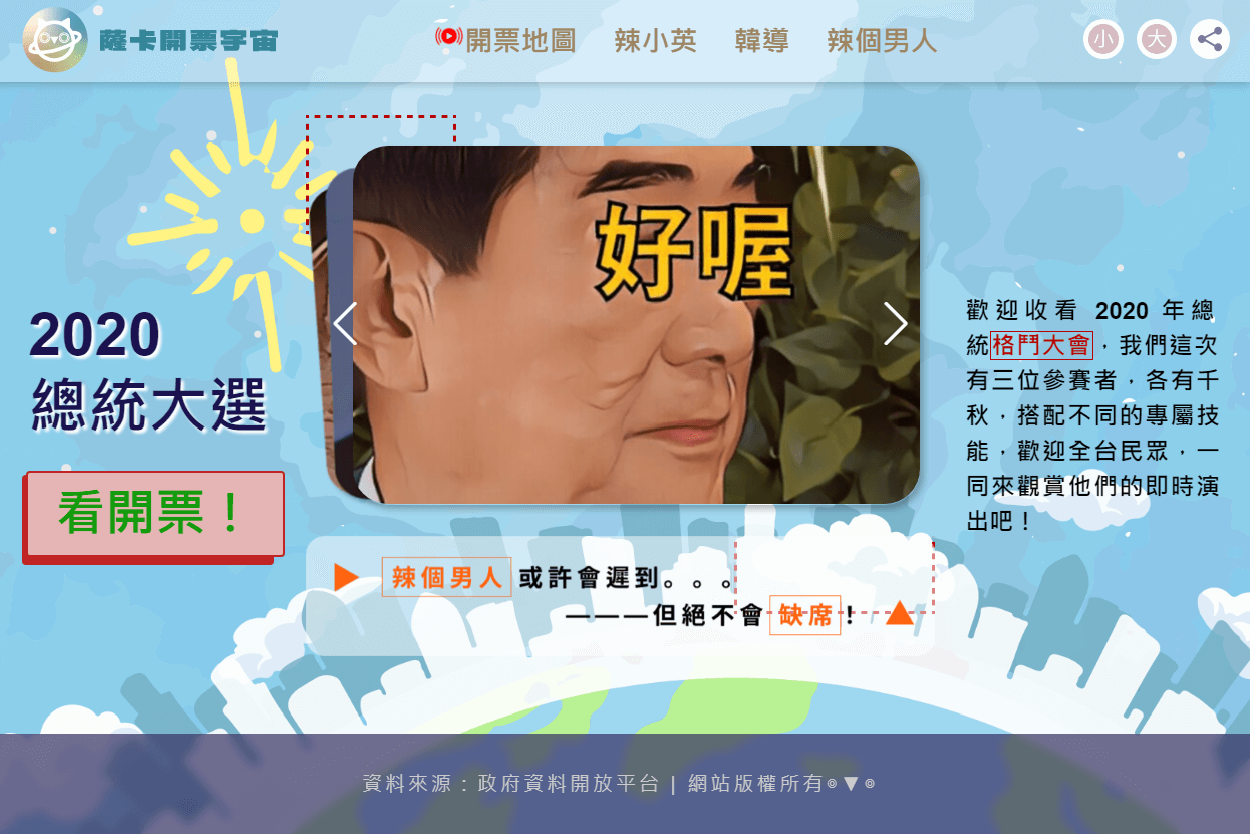 薩卡開票宇宙
開票地圖 辣小英 韓導 辣個男人
小 大
好喔
2020
總統大選
看開票！
歡迎收看 2020 年總
統格鬥大會，我們這次
有三位參賽者，各有千
秋，搭配不同的專屬技
能，歡迎全台民眾，一
同來觀賞他們的即時演
出吧！
辣個男人 或許會遲到。。。
———但絕不會 缺席！
資料來源：政府資料開放平台 | 網站版權所有◎▼◎